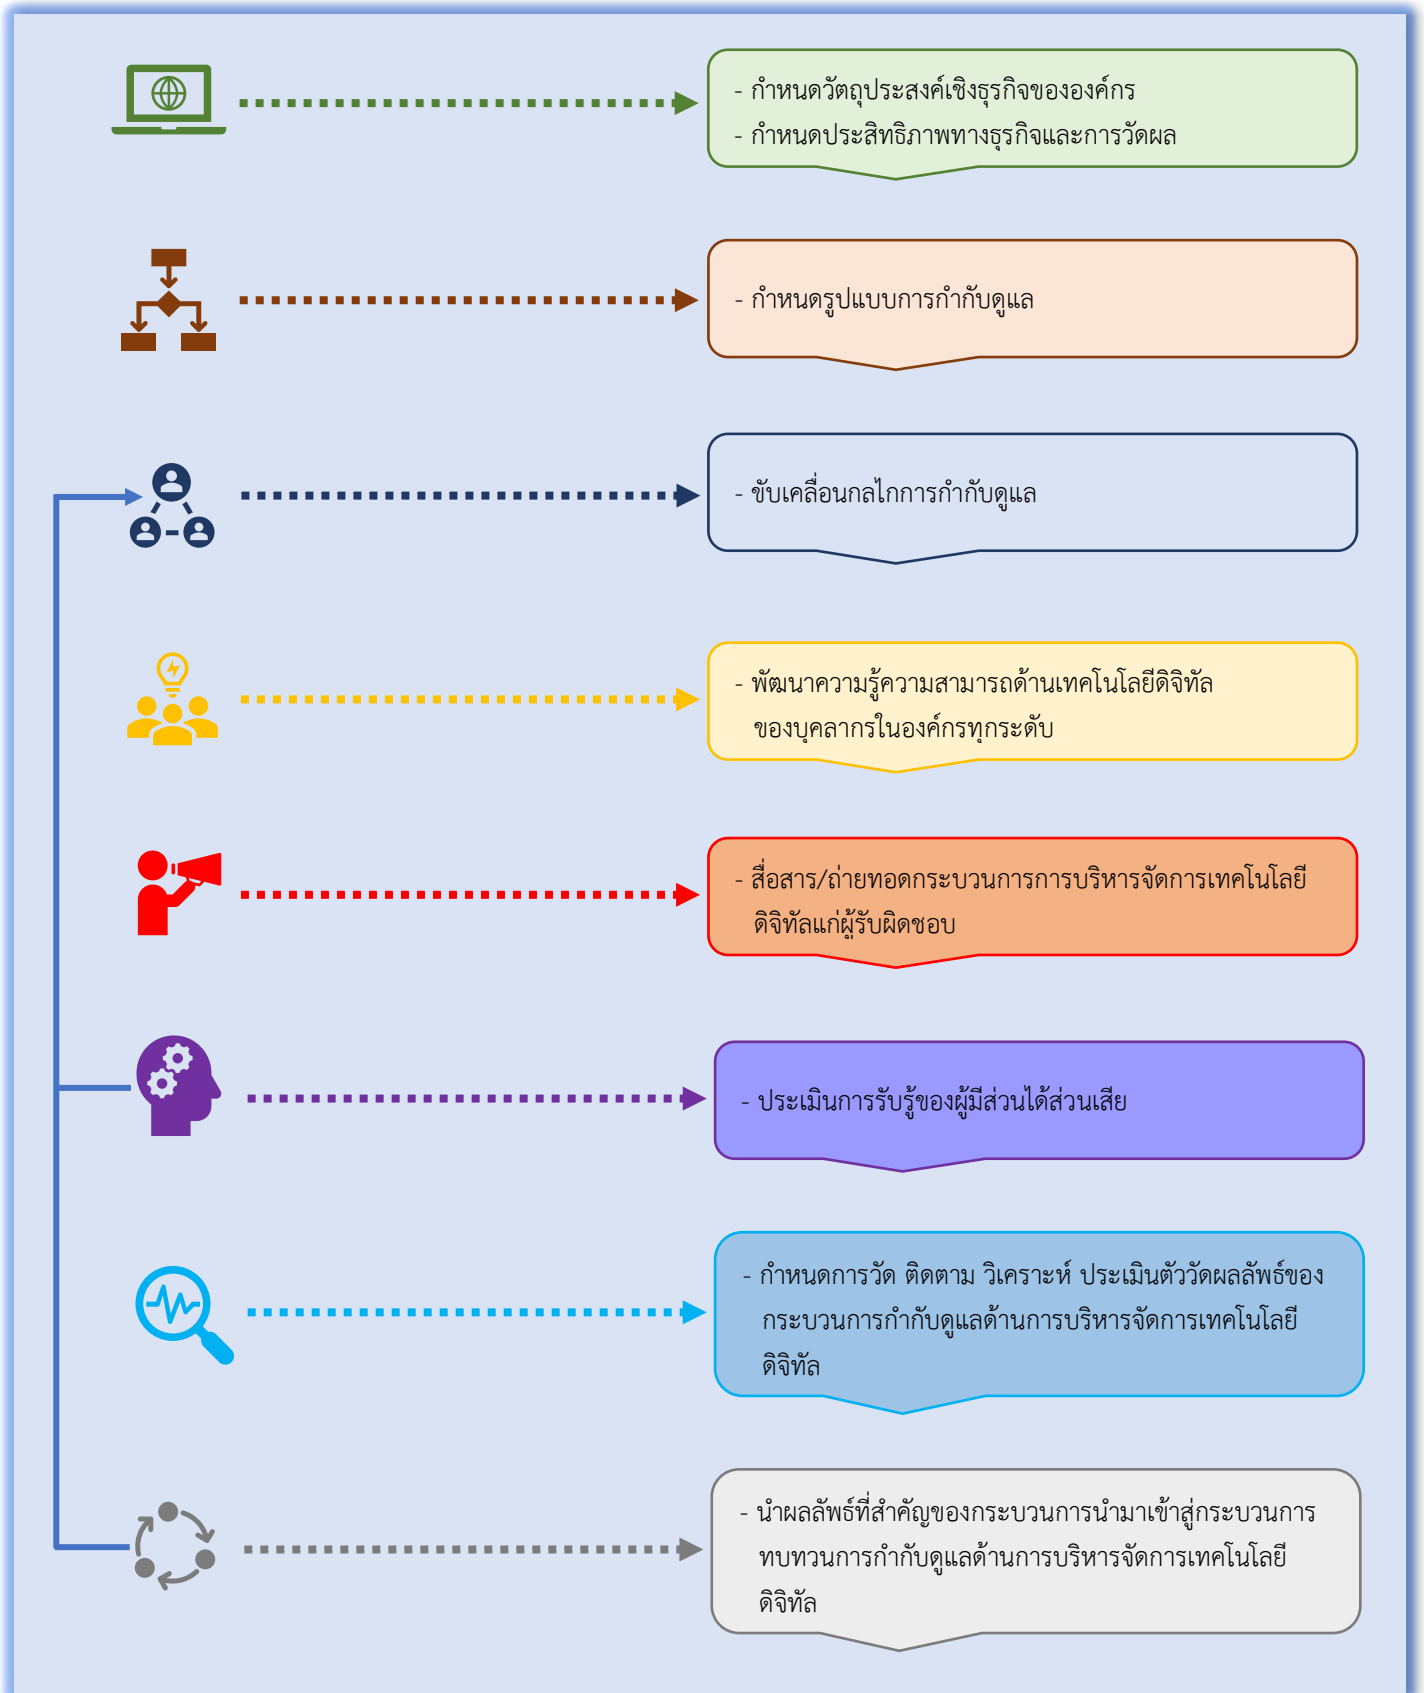 - กำหนดวัตถุประสงค์เชิงธุรกิจขององค์กร
- กำหนดประสิทธิภาพทางธุรกิจและการวัดผล
- กำหนดรูปแบบการกำกับดูแล
- ขับเคลื่อนกลไกการกำกับดูแล
- พัฒนาความรู้ความสามารถด้านเทคโนโลยีดิจิทัล
ของบุคลากรในองค์กรทุกระดับ
- สื่อสาร/ถ่ายทอดกระบวนการการบริหารจัดการเทคโนโลยี
ดิจิทัลแก่ผู้รับผิดชอบ
- ประเมินการรับรู้ของผู้มีส่วนได้ส่วนเสีย
- กำหนดการวัด ติดตาม วิเคราะห์ ประเมินตัววัดผลลัพธ์ของ
กระบวนการกำกับดูแลด้านการบริหารจัดการเทคโนโลยี
ดิจิทัล
- นำผลลัพธ์ที่สำคัญของกระบวนการนำมาเข้าสู่กระบวนการ
ทบทวนการกำกับดูแลด้านการบริหารจัดการเทคโนโลยี
ดิจิทัล